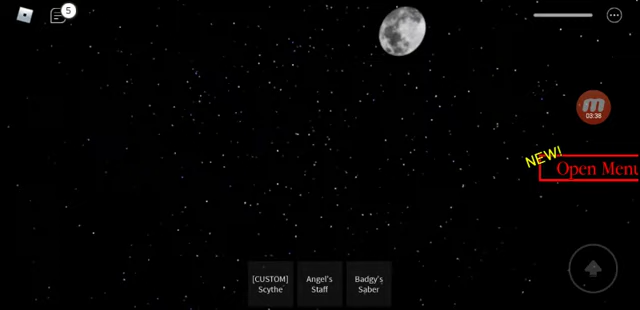 5
03:38
NEW!
Open Menu
[CUSTOM]
Scythe
Angel's
Staff
Badgy's
Saber